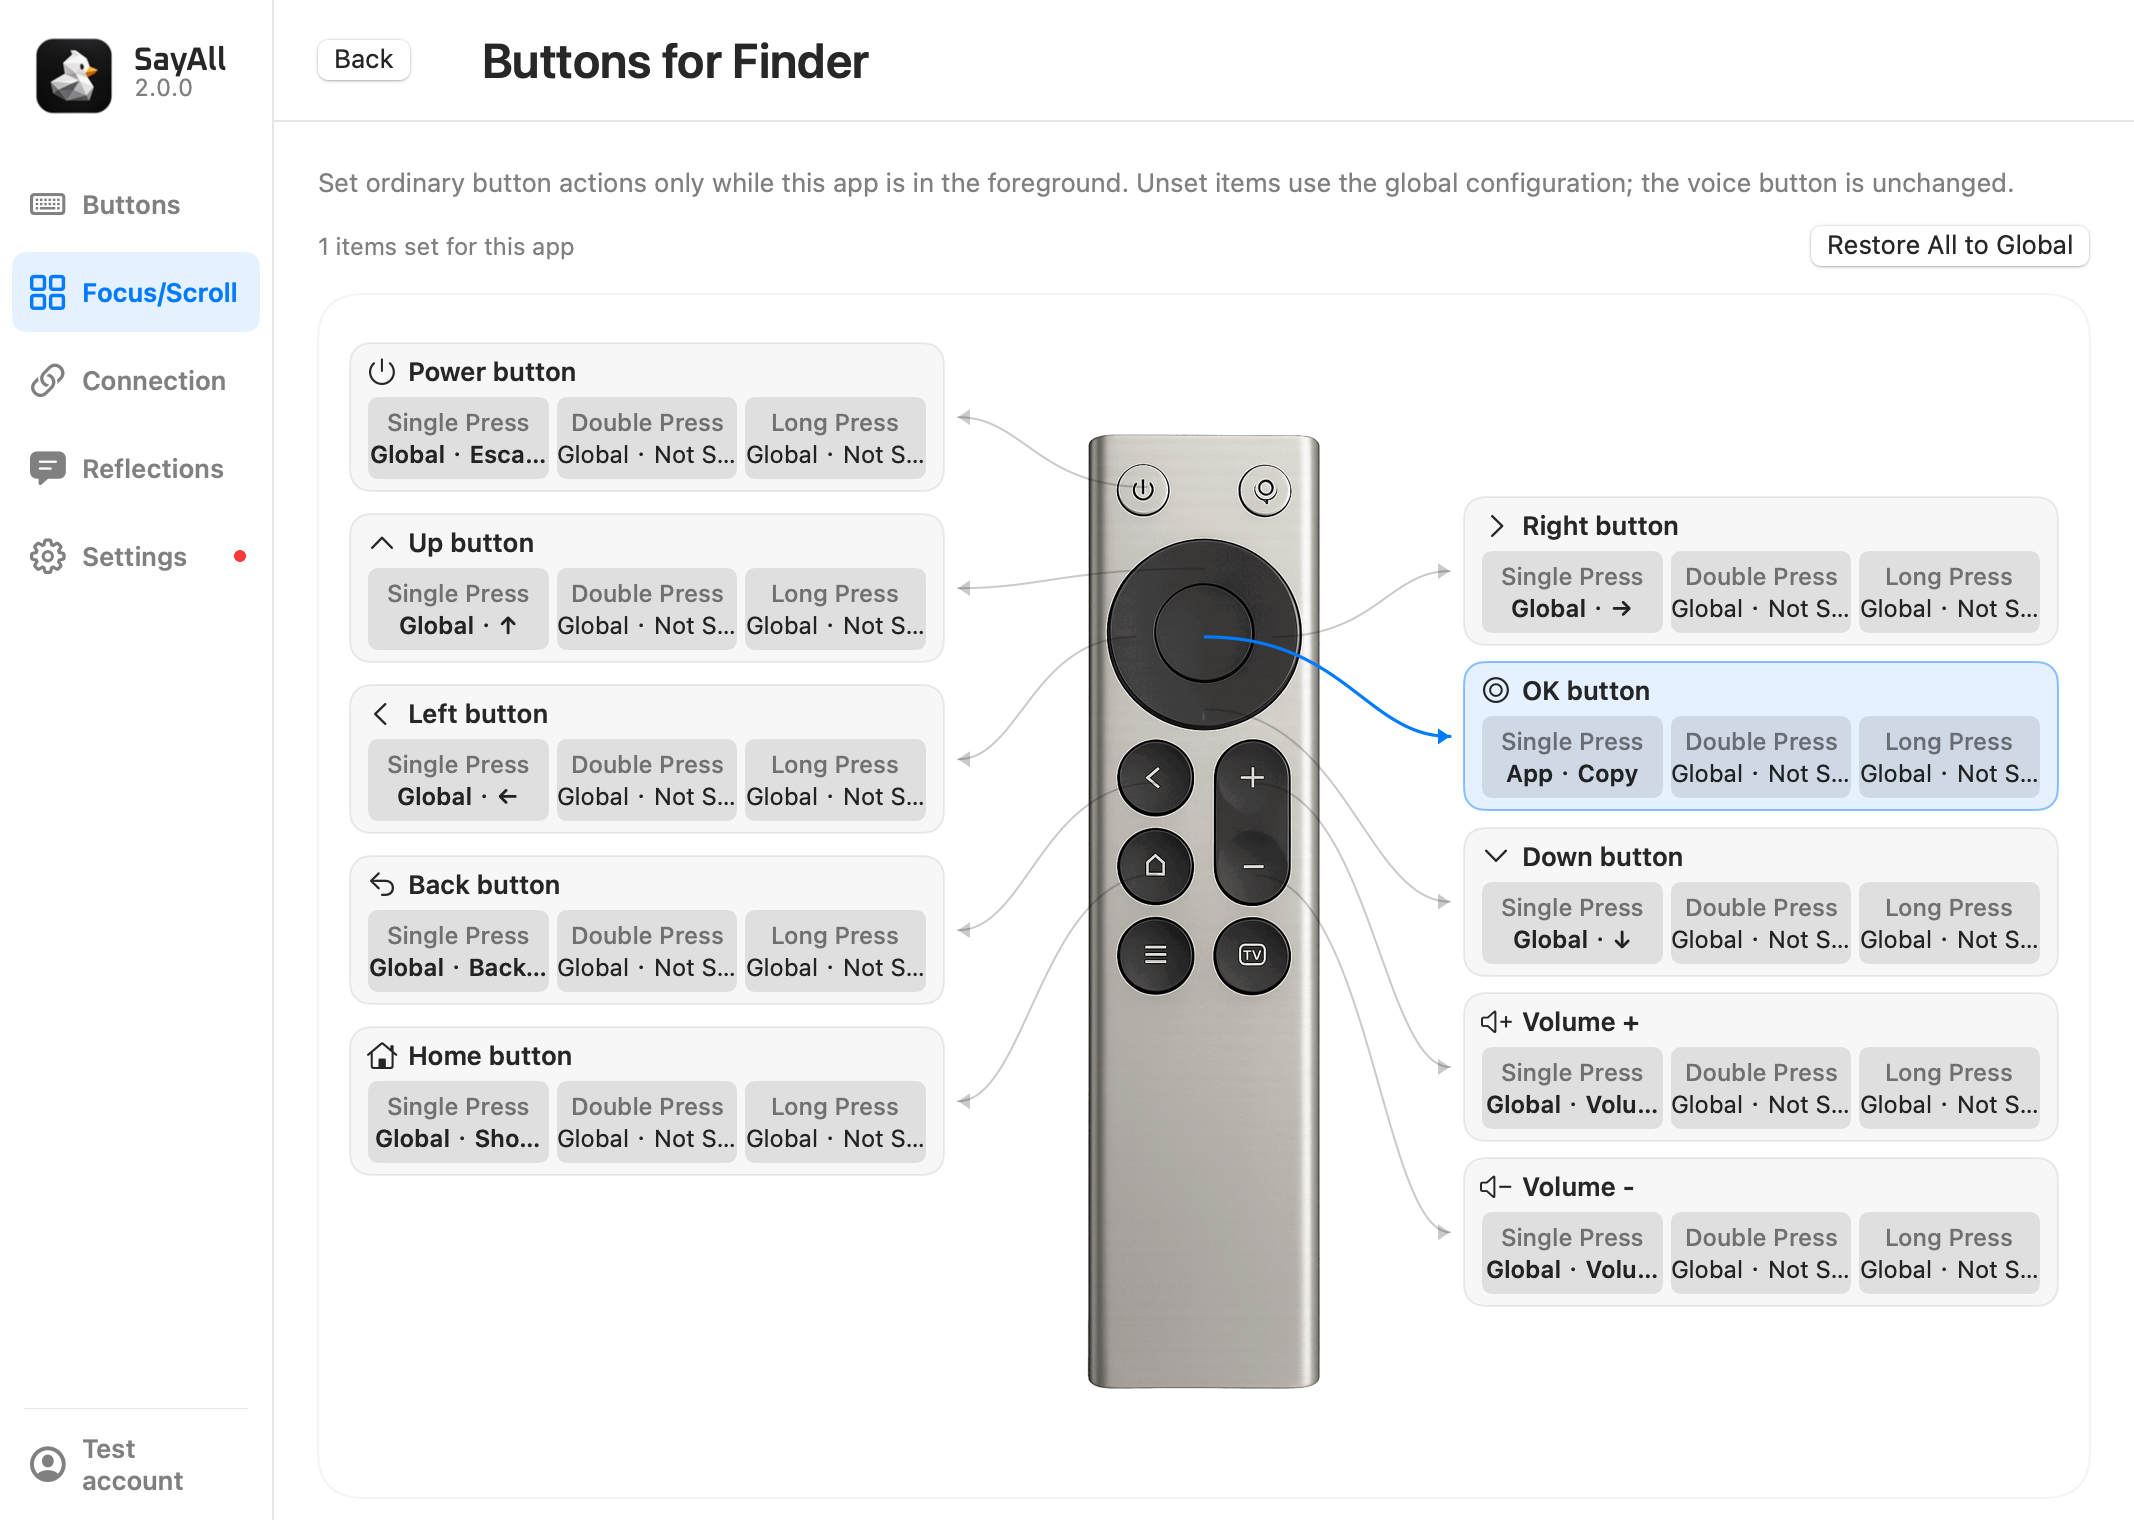 SayAll
2.0.0
Buttons
Focus/Scroll
Connection
Reflections
Settings
Test
account
Back
Buttons for Finder
Set ordinary button actions only while this app is in the foreground. Unset items use the global configuration; the voice button is unchanged.
1 items set for this app
Restore All to Global
Power button
Single Press
Global · Esca...
Double Press
Global · Not S...
Long Press
Global · Not S...
Up button
Single Press
Global · ↑
Double Press
Global · Not S...
Long Press
Global · Not S...
Left button
Single Press
Global · ←
Double Press
Global · Not S...
Long Press
Global · Not S...
Back button
Single Press
Global · Back...
Double Press
Global · Not S...
Long Press
Global · Not S...
Home button
Single Press
Global · Sho...
Double Press
Global · Not S...
Long Press
Global · Not S...
TV
Right button
Single Press
Global · →
Double Press
Global · Not S...
Long Press
Global · Not S...
OK button
Single Press
App · Copy
Double Press
Global · Not S...
Long Press
Global · Not S...
Down button
Single Press
Global · ↓
Double Press
Global · Not S...
Long Press
Global · Not S...
Volume +
Single Press
Global · Volu...
Double Press
Global · Not S...
Long Press
Global · Not S...
Volume -
Single Press
Global · Volu...
Double Press
Global · Not S...
Long Press
Global · Not S...